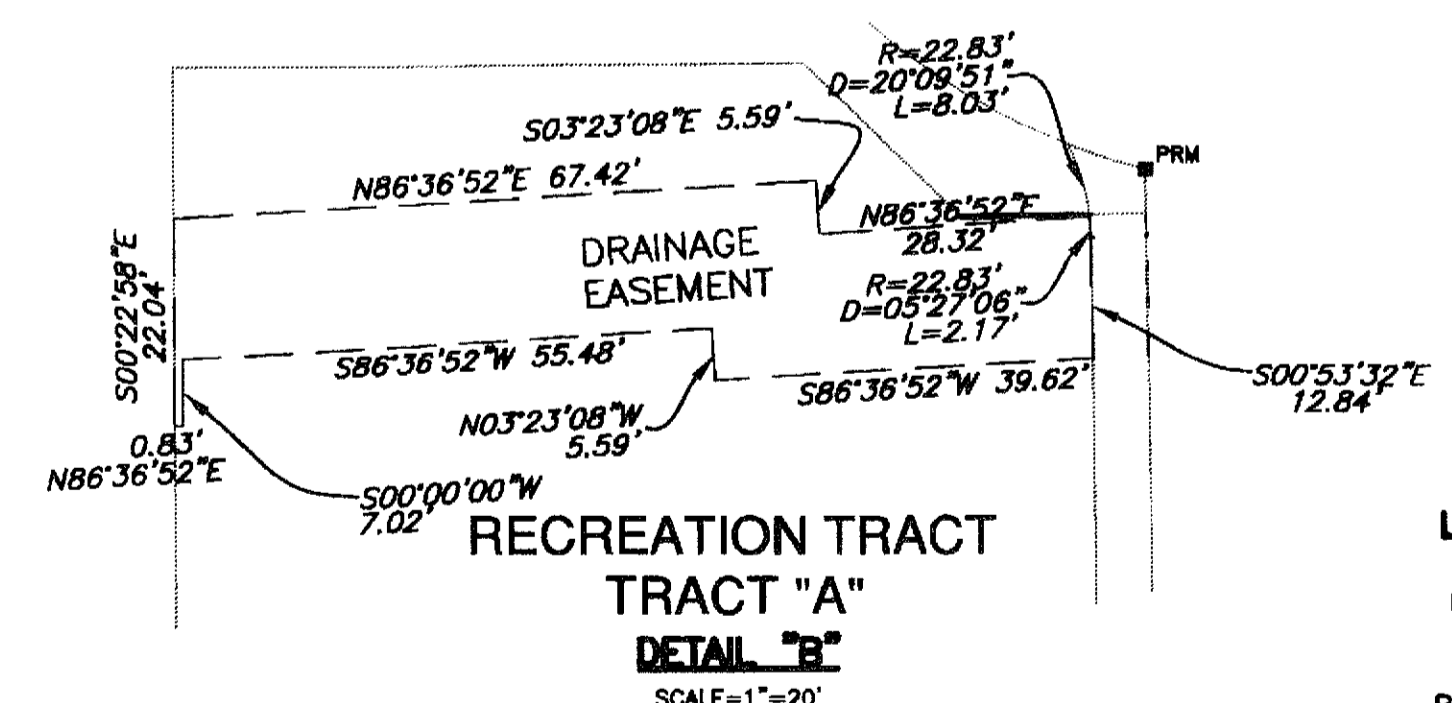 R=22.83'
D=20°09'51"
L=8.03'
S03°23'08"E 5.59'
PRM
N86°36'52"E 67.42'
N86°36'52"E
28.32'
DRAINAGE
EASEMENT
S00°22'58"E
22.04'
R=22.83'
D=05°27'06"
L=2.17'
S86°36'52"W 55.48'
S86°36'52"W 39.62'
S00°53'32"E
12.84'
N03°23'08"W
5.59'
0.83'
N86°36'52"E
S00°00'00"W
7.02'
RECREATION TRACT
TRACT "A"
DETAIL "B"
SCALE=1"=20'